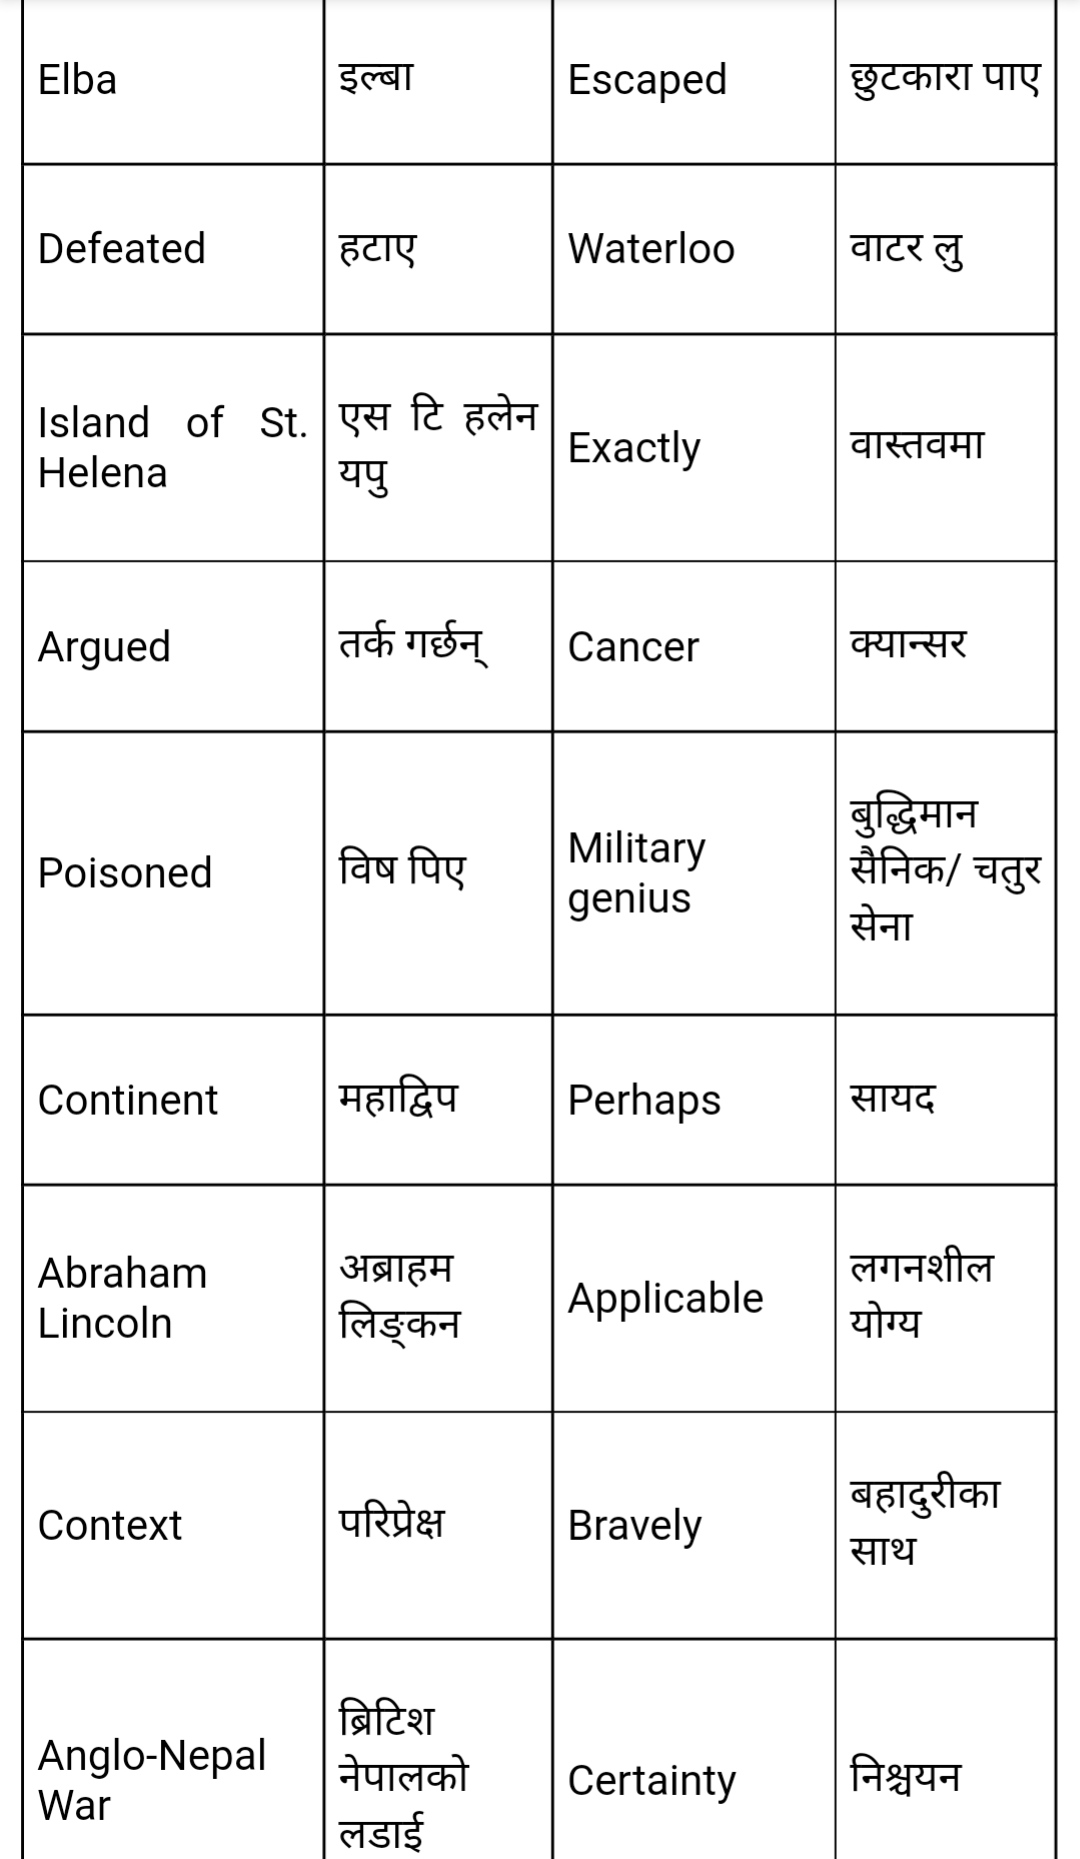 Elba
इल्बा
Escaped
छुटकारा पाए
Defeated
हटाए
Waterloo
वाटर लु
Island of St.
Helena
एस टि हलेन
यपु
Exactly
वास्तवमा
Argued
तर्क गर्छन्
Cancer
क्यान्सर
Poisoned
विष पिए
Military
genius
बुद्धिमान
सैनिक/ चतुर
सेना
Continent
महाद्विप
Perhaps
सायद
Abraham
Lincoln
अब्राहम
लिङ्कन
Applicable
लगनशील
योग्य
Context
परिप्रेक्ष
Bravely
बहादुरीका
साथ
Anglo-Nepal
War
ब्रिटिश
नेपालको
लडाई
Certainty
निश्चयन